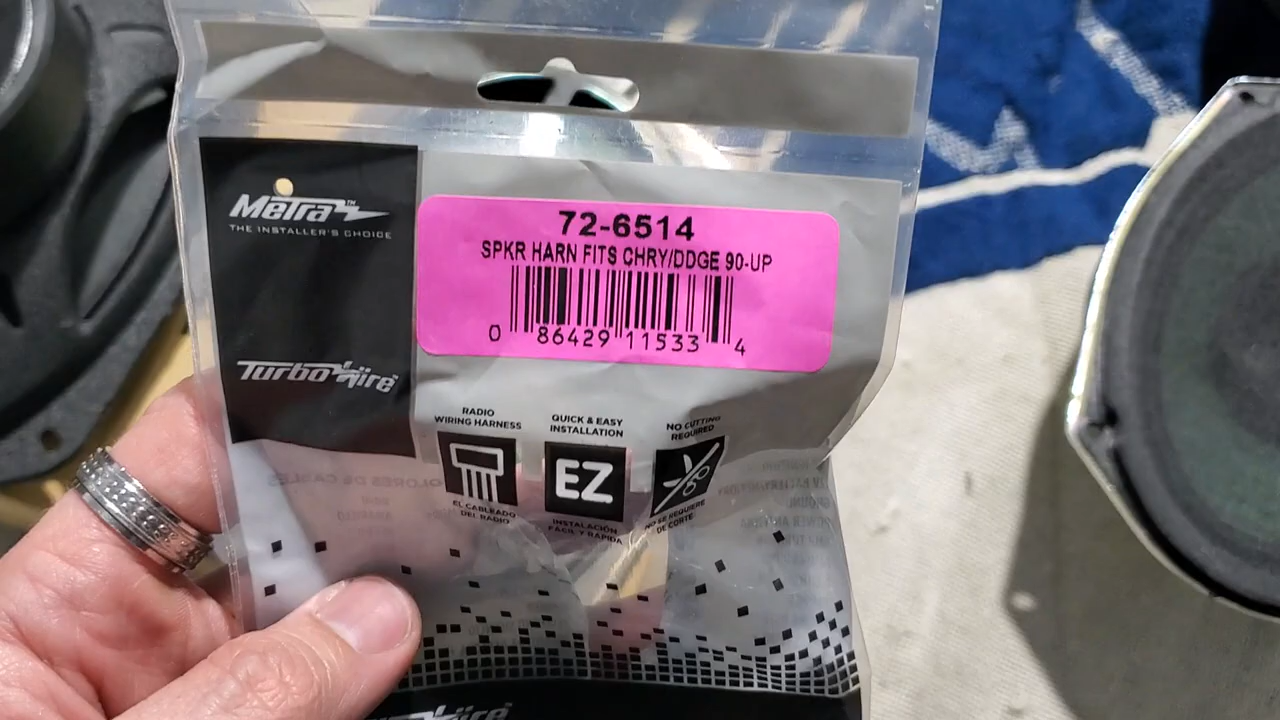 Metra™
THE INSTALLER'S CHOICE
72-6514
SPKR HARN FITS CHRY/DDGE 90-UP
0 86429 11533 4
TurboWire
RADIO
WIRING HARNESS
EL CABLEADO
DEL RADIO
QUICK & EASY
INSTALLATION
EZ
INSTALACIÓN
FÁCIL Y RÁPIDA
NO CUTTING
REQUIRED
NO SE REQUIERE
DE CORTE